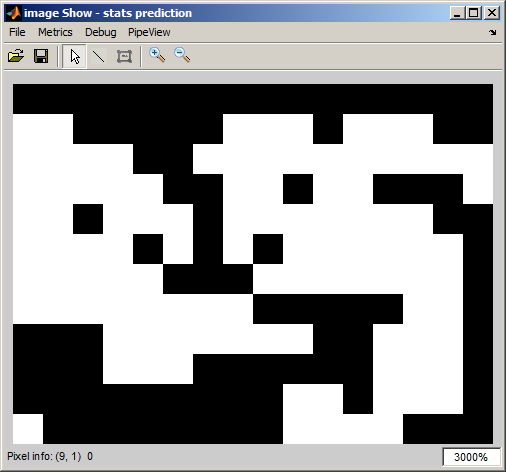 image Show - stats prediction
File Metrics Debug PipeView
Pixel info: (9, 1) 0
3000%